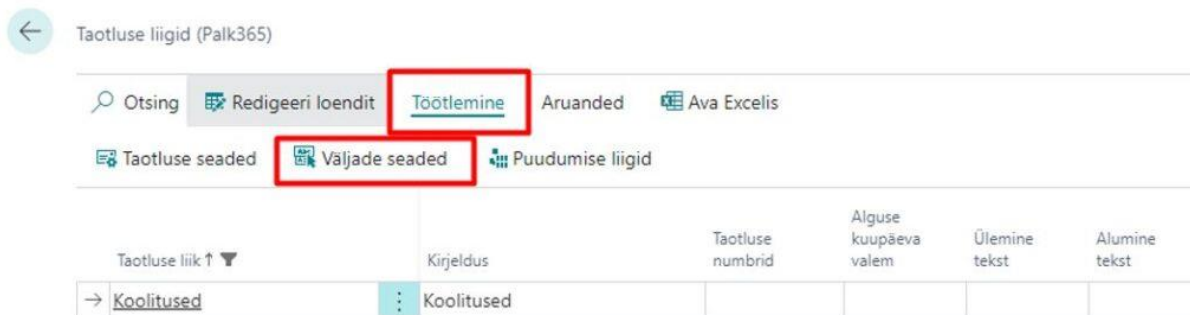 Taotluse liigid (Palk365)
Otsing Redigeeri loendit Töötlemine Aruanded Ava Excelis
Taotluse seaded Väljade seaded Puudumise liigid
Taotluse liik ↑ Kirjeldus Taotluse numbrid Alguse kuupäeva valem Ülemine tekst Alumine tekst
→ Koolitused Koolitused